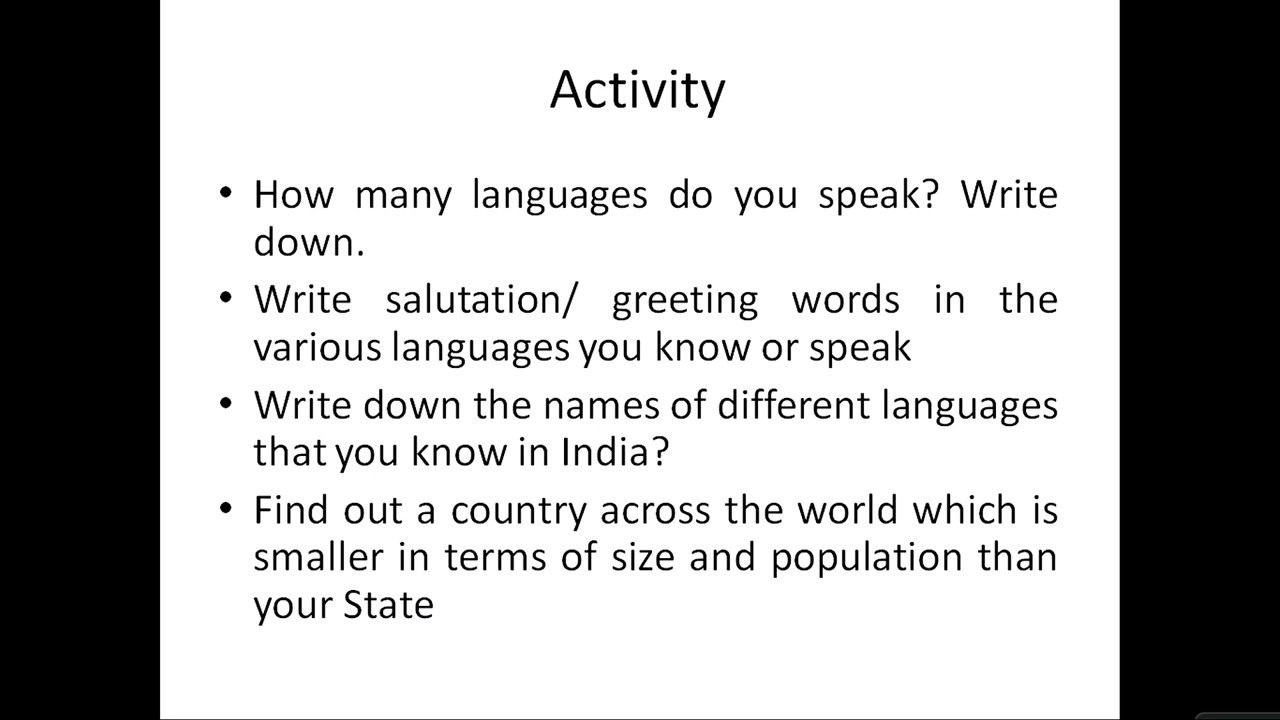 Activity
• How many languages do you speak? Write
down.
• Write salutation/ greeting words in the
various languages you know or speak
• Write down the names of different languages
that you know in India?
• Find out a country across the world which is
smaller in terms of size and population than
your State